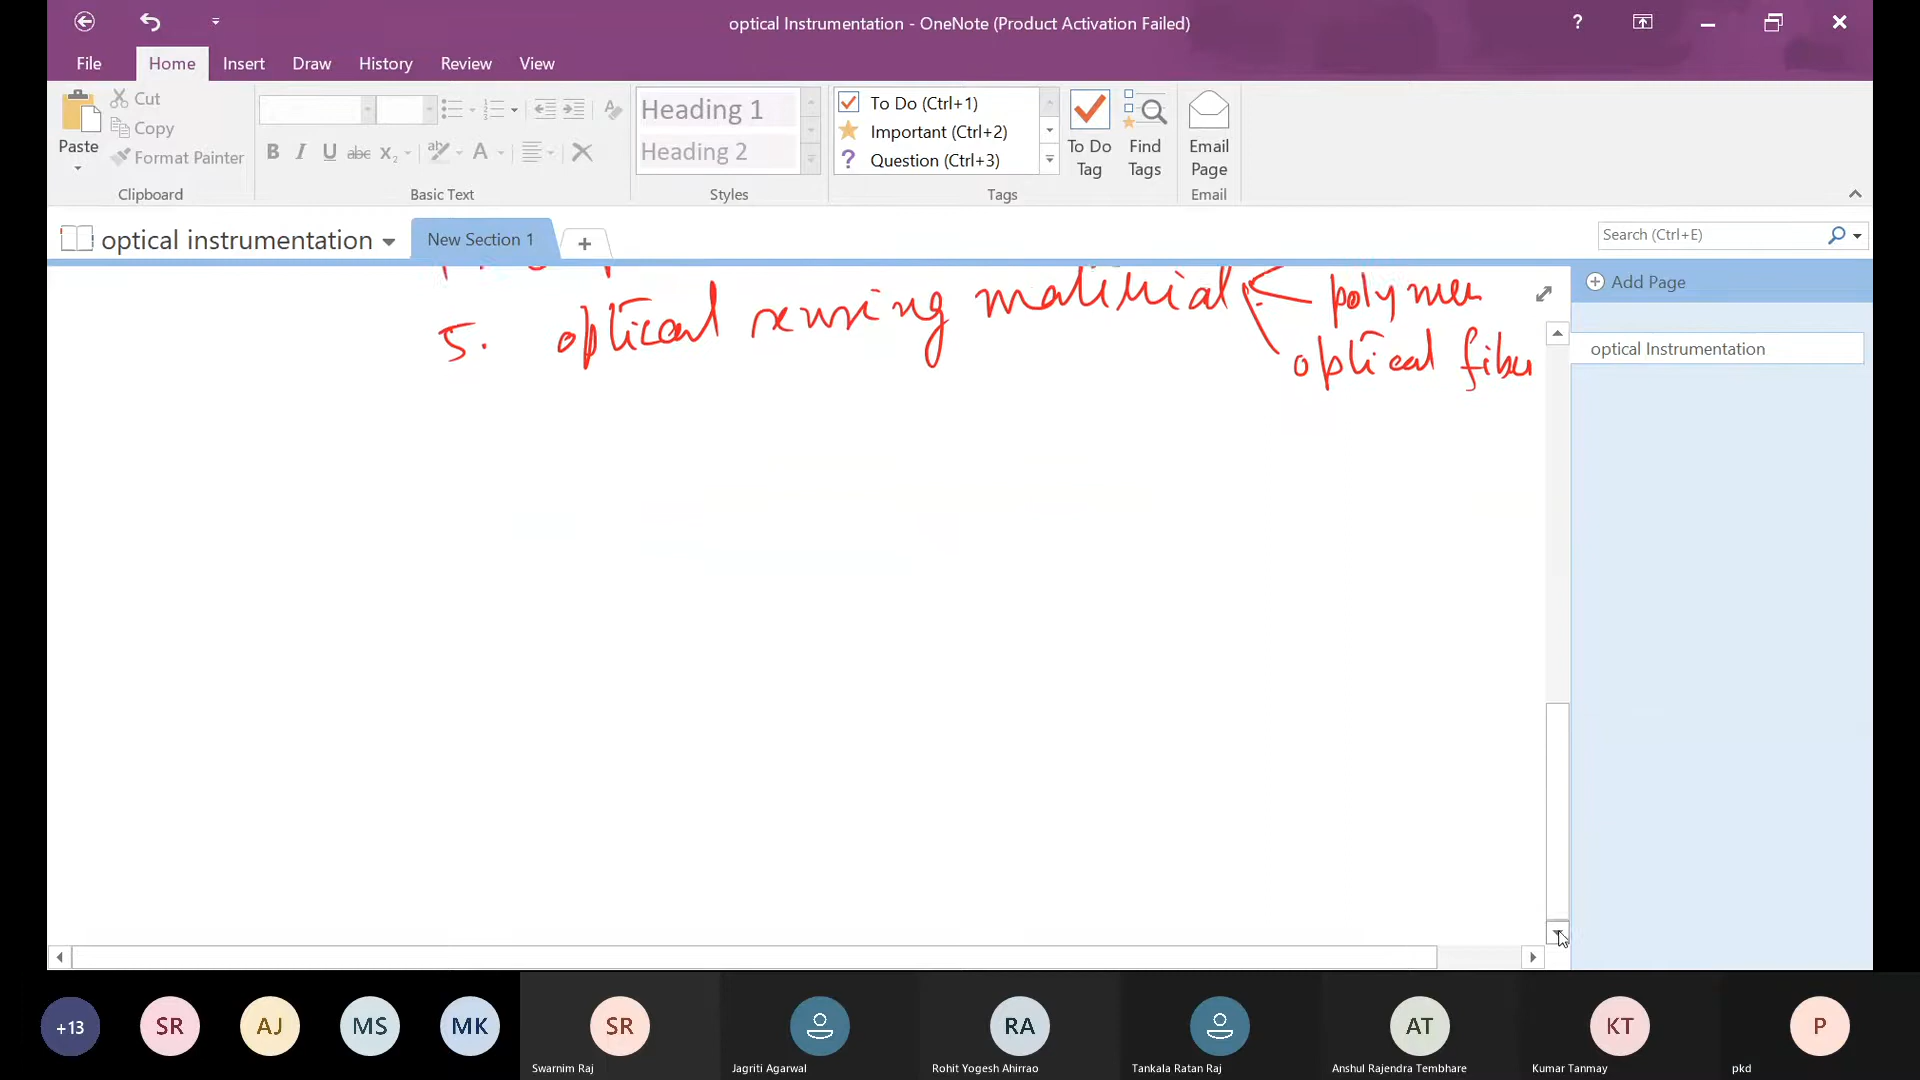 optical Instrumentation - OneNote (Product Activation Failed)
?
File Home Insert Draw History Review View
Paste
Cut
Copy
Format Painter
Clipboard
B I U abc X₂ ab A
Basic Text
Heading 1
Heading 2
Styles
To Do (Ctrl+1)
Important (Ctrl+2)
? Question (Ctrl+3)
To Do
Tag
Find
Tags
Tags
Email
Page
Email
optical instrumentation New Section 1 +
Search (Ctrl+E)
Add Page
optical Instrumentation
5. optical sensing material polymer
optical fiber
+13 SR AJ MS MK SR RA AT KT P
Swarnim Raj Jagriti Agarwal Rohit Yogesh Ahirrao Tankala Ratan Raj Anshul Rajendra Tembhare Kumar Tanmay pkd